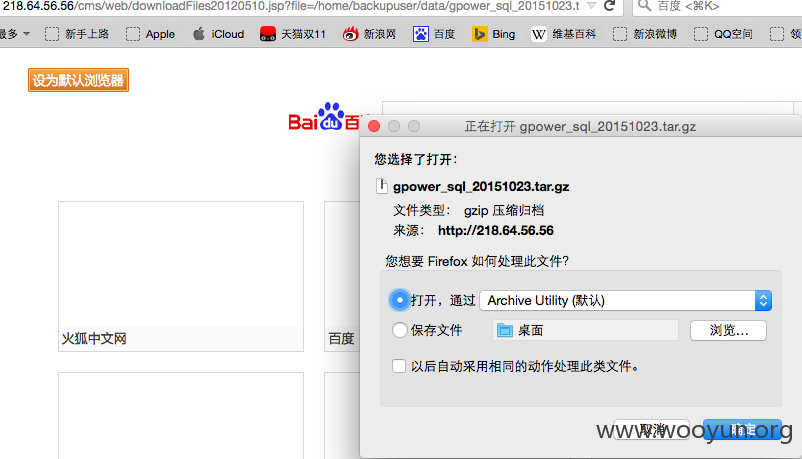 218.64.56.56/cms/web/downloadFiles20120510.jsp?file=/home/backupuser/data/gpower_sql_20151023.t 百度 <⌘K>
最多 新手上路 Apple iCloud 天猫双11 新浪网 百度 Bing W 维基百科 新浪微博 QQ空间 领
设为默认浏览器
Bai du 百
正在打开 gpower_sql_20151023.tar.gz
您选择了打开：
gpower_sql_20151023.tar.gz
文件类型： gzip 压缩归档
来源： http://218.64.56.56
您想要 Firefox 如何处理此文件？
打开，通过 Archive Utility (默认)
保存文件 桌面 浏览...
火狐中文网 百度
以后自动采用相同的动作处理此类文件。
取消 确定
www.wooyun.org